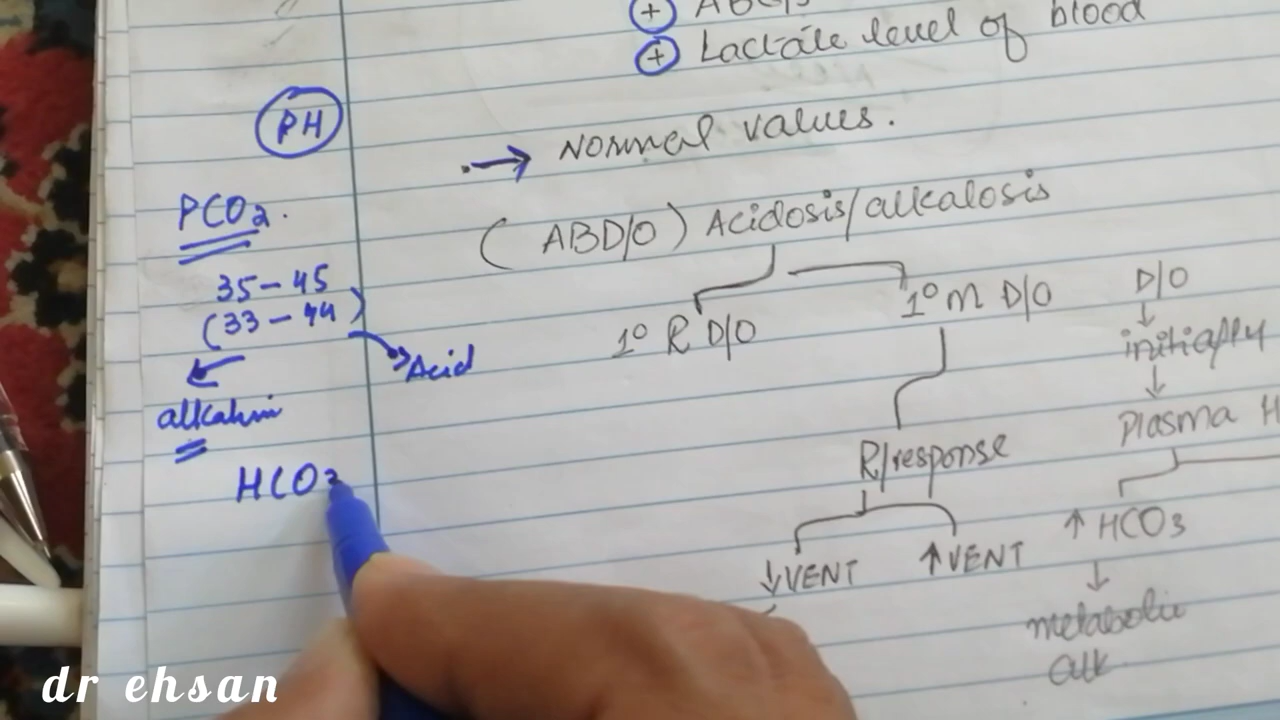 ⊕ ABG's
⊕ Lactate level of blood
PH
→ Normal values.
PCO2.
(ABD/O) Acidosis/alkalosis
35-45
(33-44)
1° R D/O
1° M D/O
D/O
↓
initially
→ Acid
↓
alkalin
Plasma H
R/response
HCO3
↑ HCO3
↓VENT ↑VENT
↓
metabolic
alk
dr ehsan